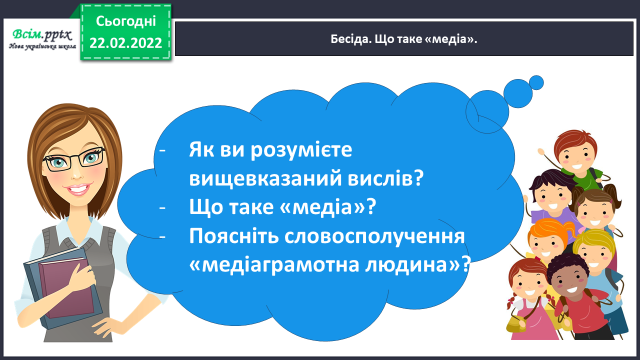 Всім.pptx
Нова українська школа
Сьогодні
22.02.2022
Бесіда. Що таке «медіа».
- Як ви розумієте
вищевказаний вислів?
- Що таке «медіа»?
- Поясніть словосполучення
«медіаграмотна людина»?